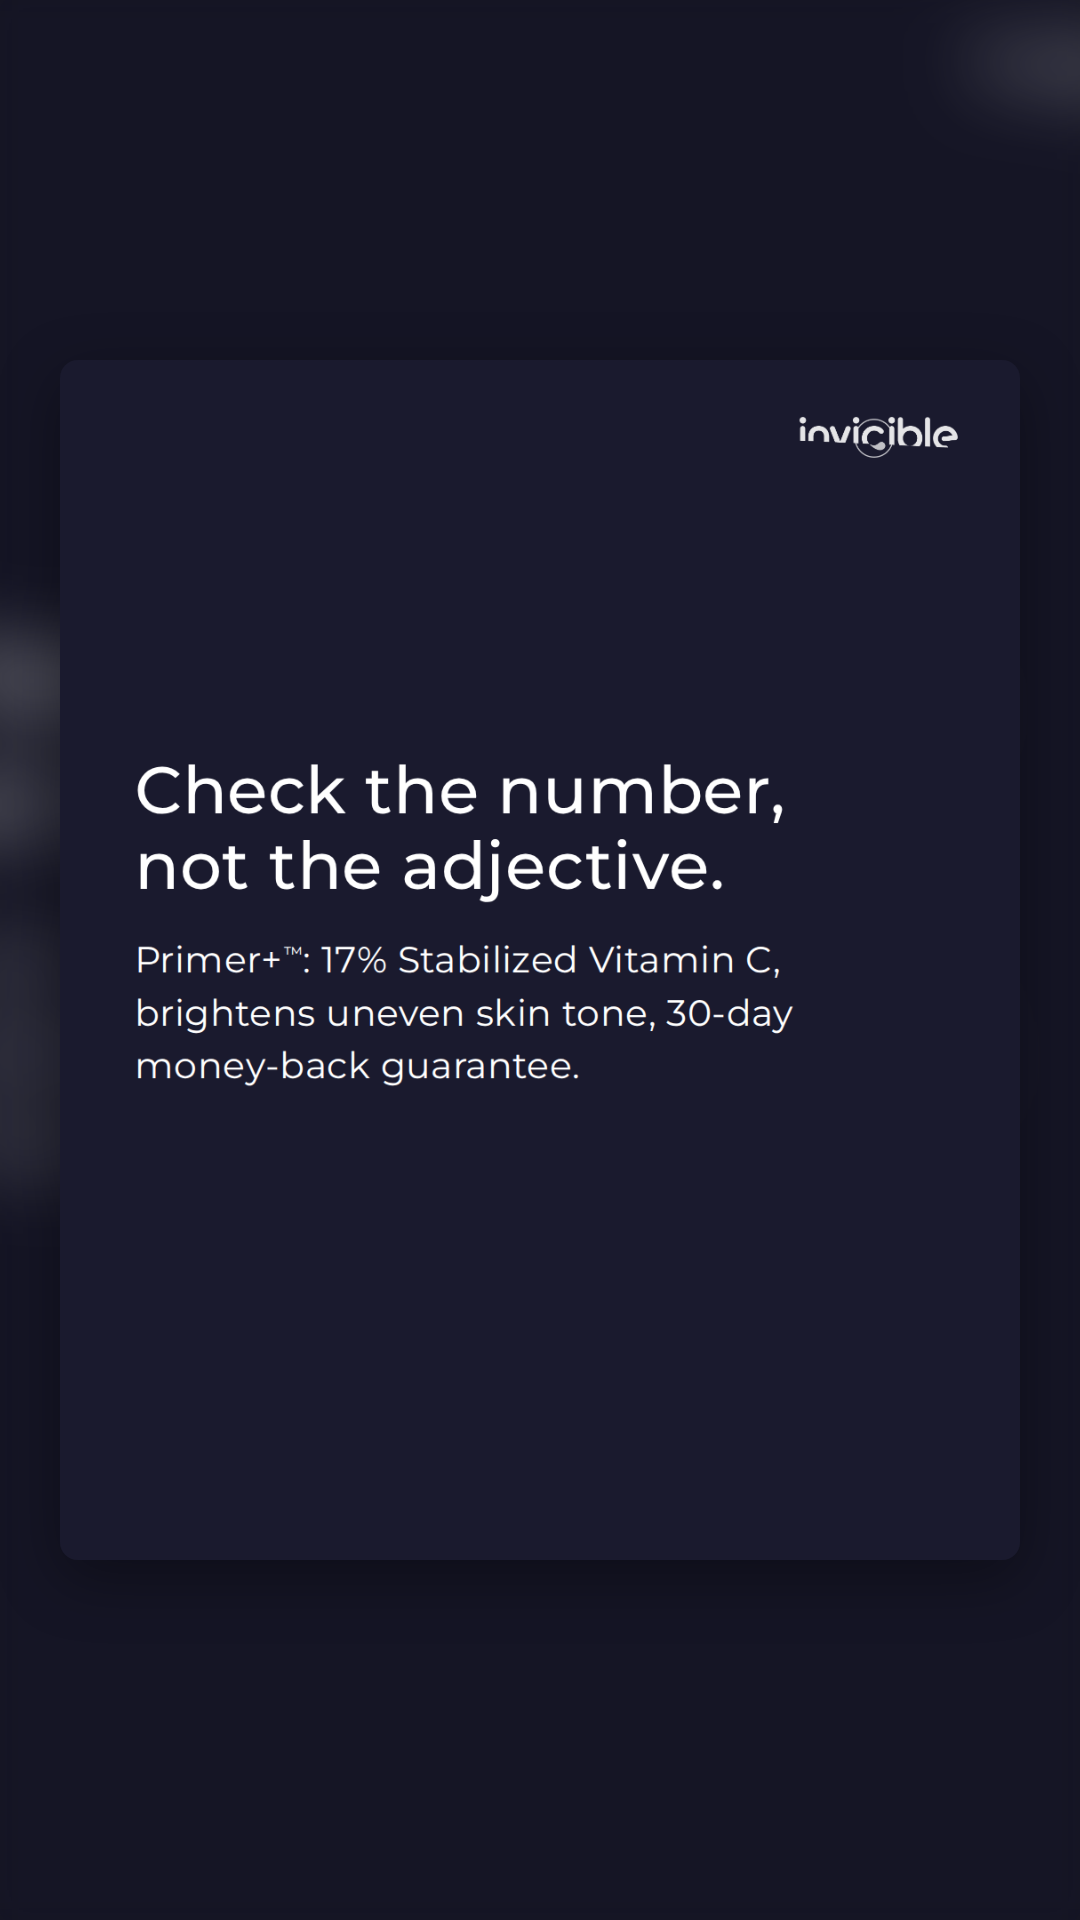 invicible
Check the number,
not the adjective.
Primer+™: 17% Stabilized Vitamin C,
brightens uneven skin tone, 30-day
money-back guarantee.